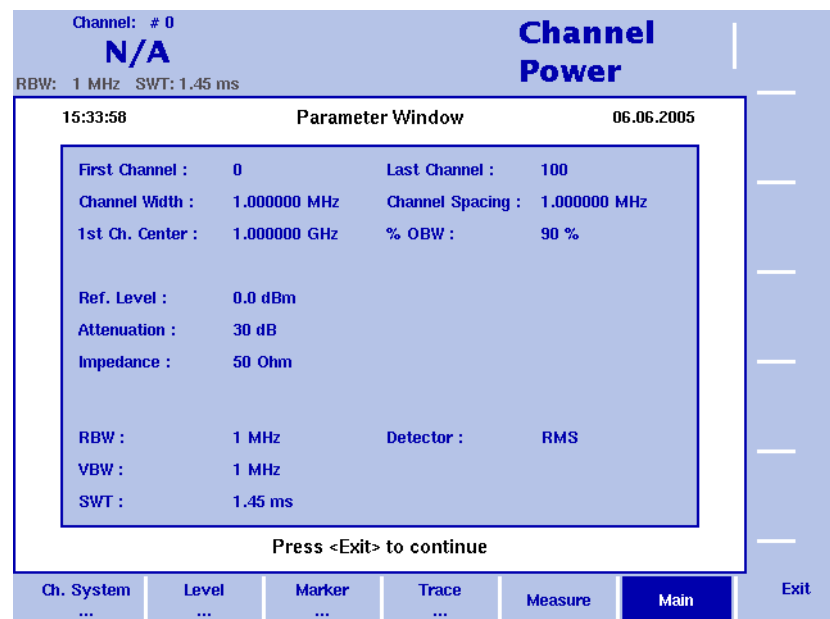 Channel: # 0
N/A
RBW: 1 MHz SWT: 1.45 ms
Channel
Power
15:33:58 Parameter Window 06.06.2005
First Channel : 0 Last Channel : 100
Channel Width : 1.000000 MHz Channel Spacing : 1.000000 MHz
1st Ch. Center : 1.000000 GHz % OBW : 90 %
Ref. Level : 0.0 dBm
Attenuation : 30 dB
Impedance : 50 Ohm
RBW : 1 MHz Detector : RMS
VBW : 1 MHz
SWT : 1.45 ms
Press <Exit> to continue
Ch. System ... Level ... Marker ... Trace ... Measure Main Exit